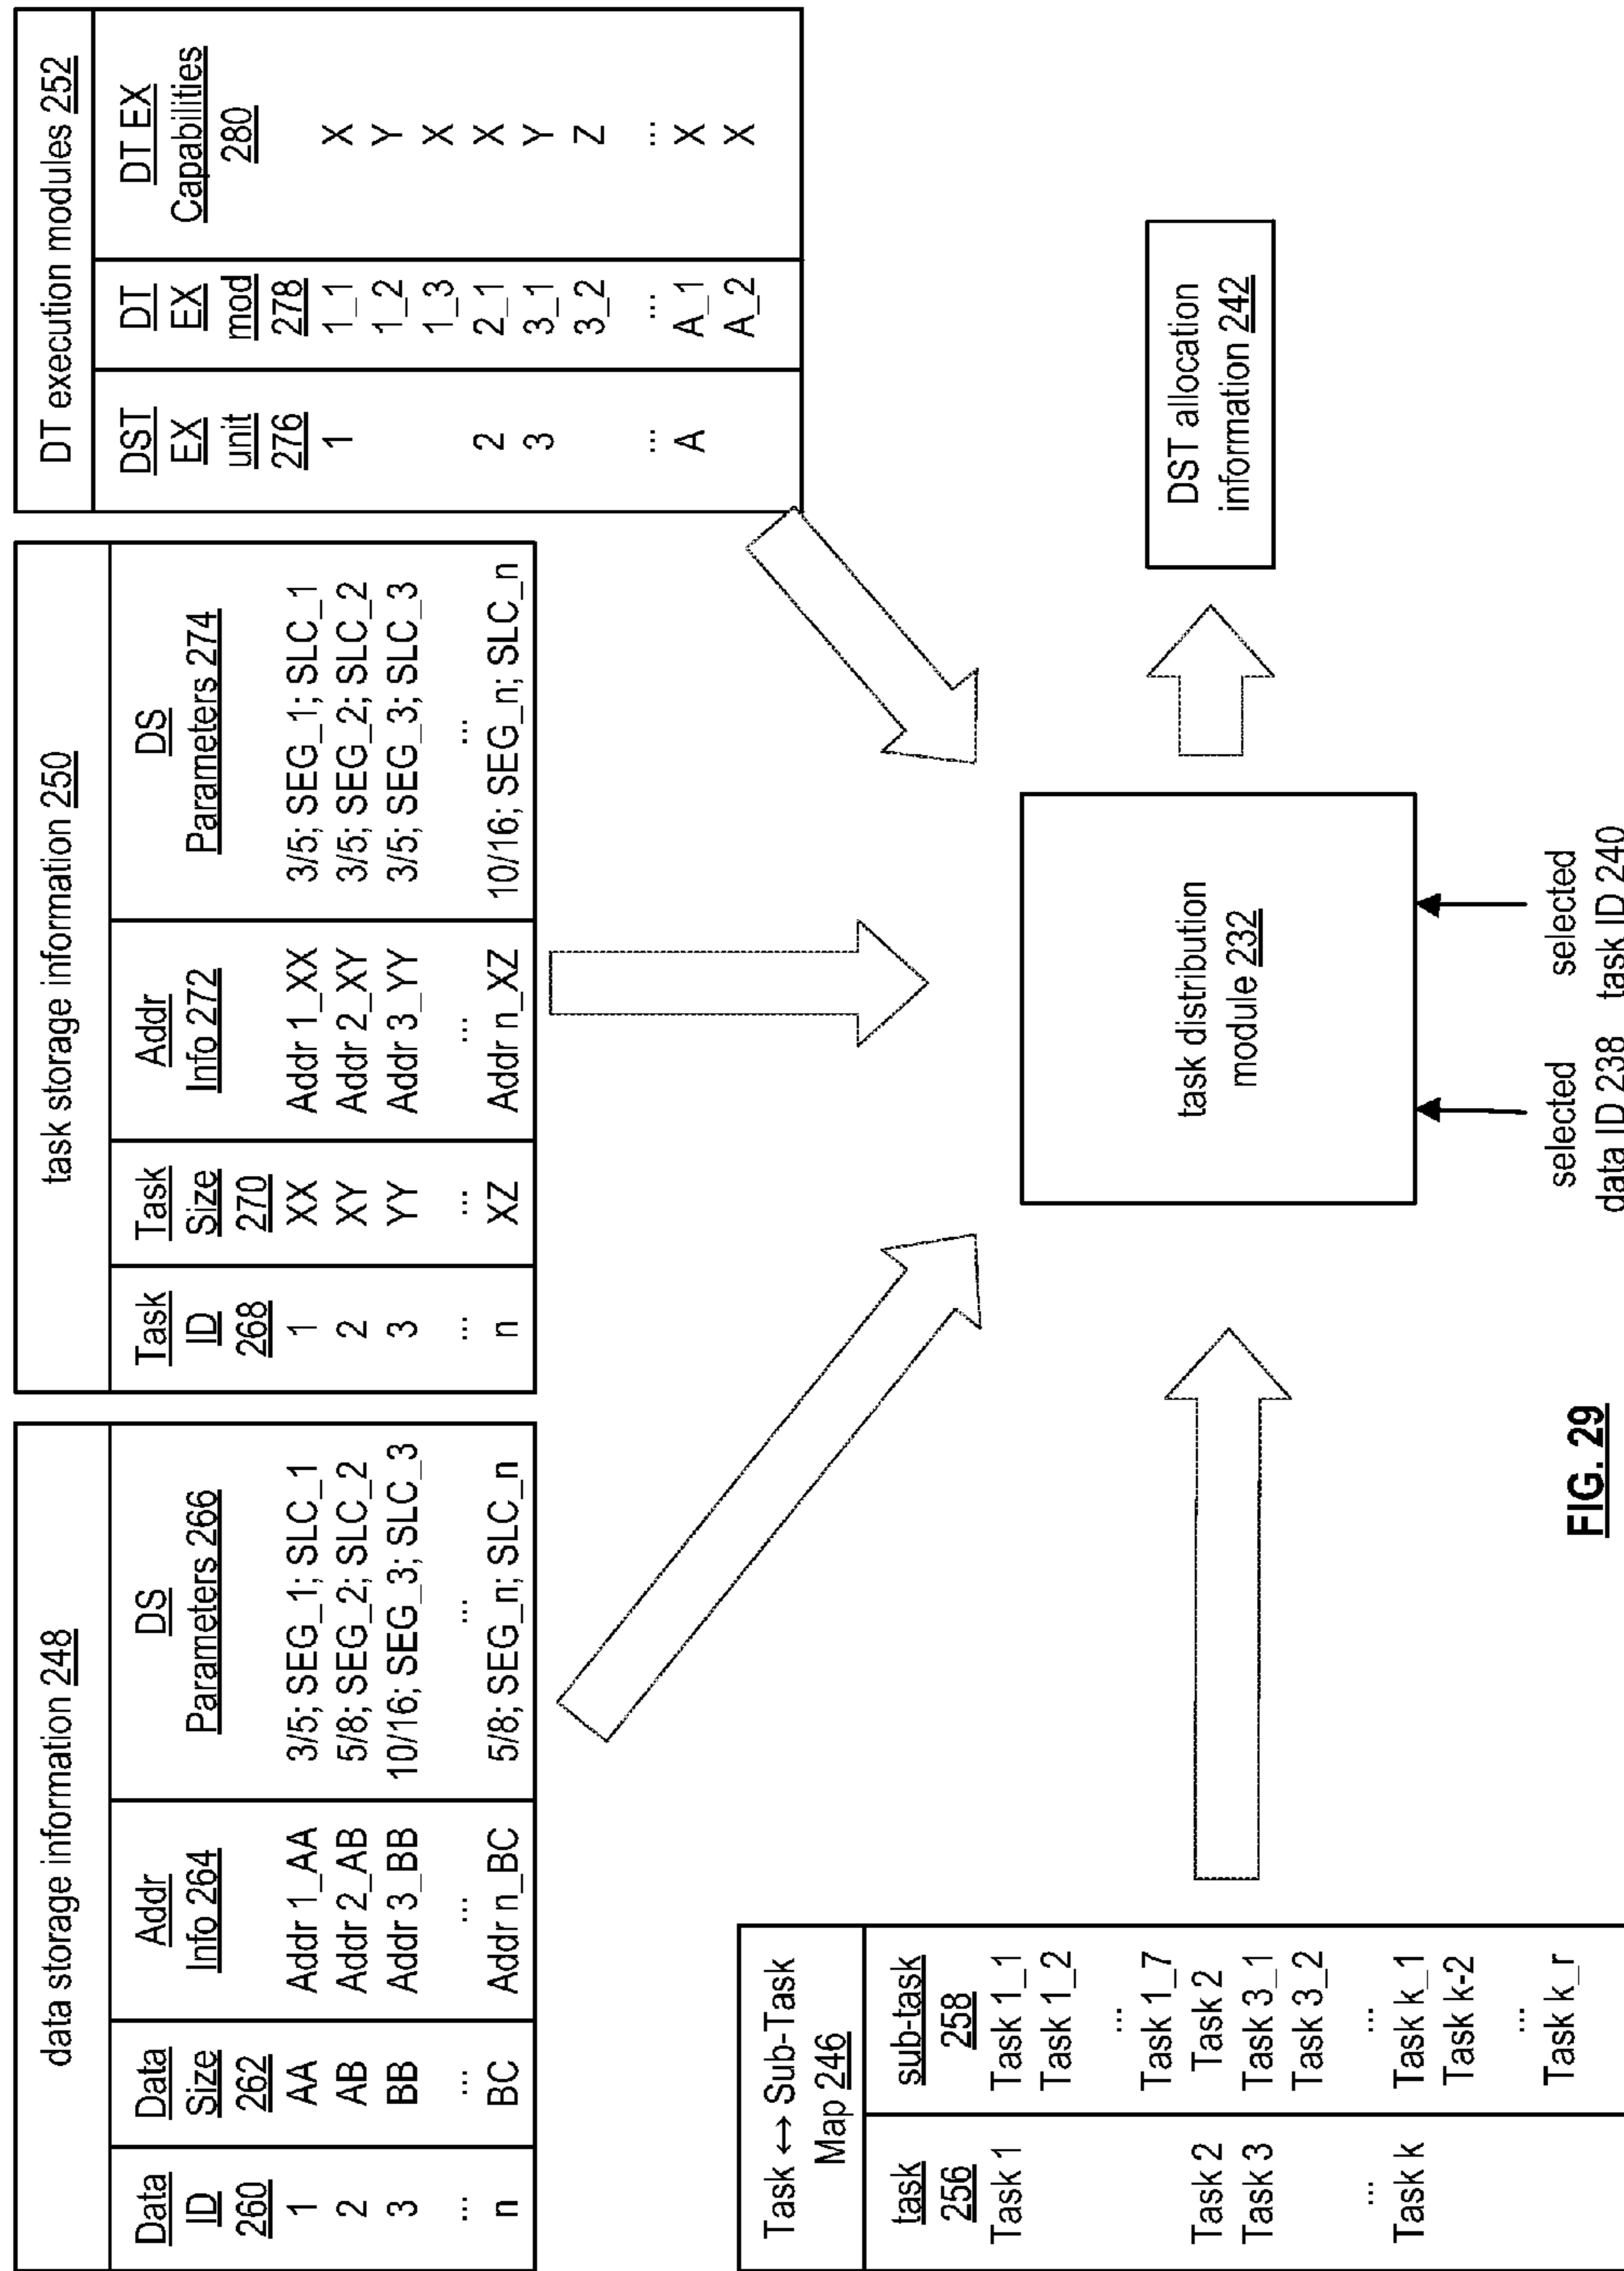 data storage information 248
Data ID 260 | Data Size 262 | Addr Info 264 | DS Parameters 266
1 | AA | Addr 1_AA | 3/5; SEG_1; SLC_1
2 | AB | Addr 2_AB | 5/8; SEG_2; SLC_2
3 | BB | Addr 3_BB | 10/16; SEG_3; SLC_3
... | ... | ... | ...
n | BC | Addr n_BC | 5/8; SEG_n; SLC_n
task storage information 250
Task ID 268 | Task Size 270 | Addr Info 272 | DS Parameters 274
1 | XX | Addr 1_XX | 3/5; SEG_1; SLC_1
2 | XY | Addr 2_XY | 3/5; SEG_2; SLC_2
3 | YY | Addr 3_YY | 3/5; SEG_3; SLC_3
... | ... | ... | ...
n | XZ | Addr n_XZ | 10/16; SEG_n; SLC_n
DT execution modules 252
DST EX unit 276 | DT EX mod 278 | DT EX Capabilities 280
1 | 1_1 | X
1_2 | Y
1_3 | X
2 | 2_1 | X
3 | 3_1 | Y
3_2 | Z
... | ... | ...
A | A_1 | X
A_2 | X
Task ↔ Sub-Task
Map 246
task 256 | sub-task 258
Task 1 | Task 1_1
Task 1_2
...
Task 1_7
Task 2 | Task 2
Task 3 | Task 3_1
Task 3_2
... | ...
Task k | Task k_1
Task k-2
...
Task k_r
task distribution
module 232
DST allocation
information 242
selected
data ID 238
selected
task ID 240
FIG. 29